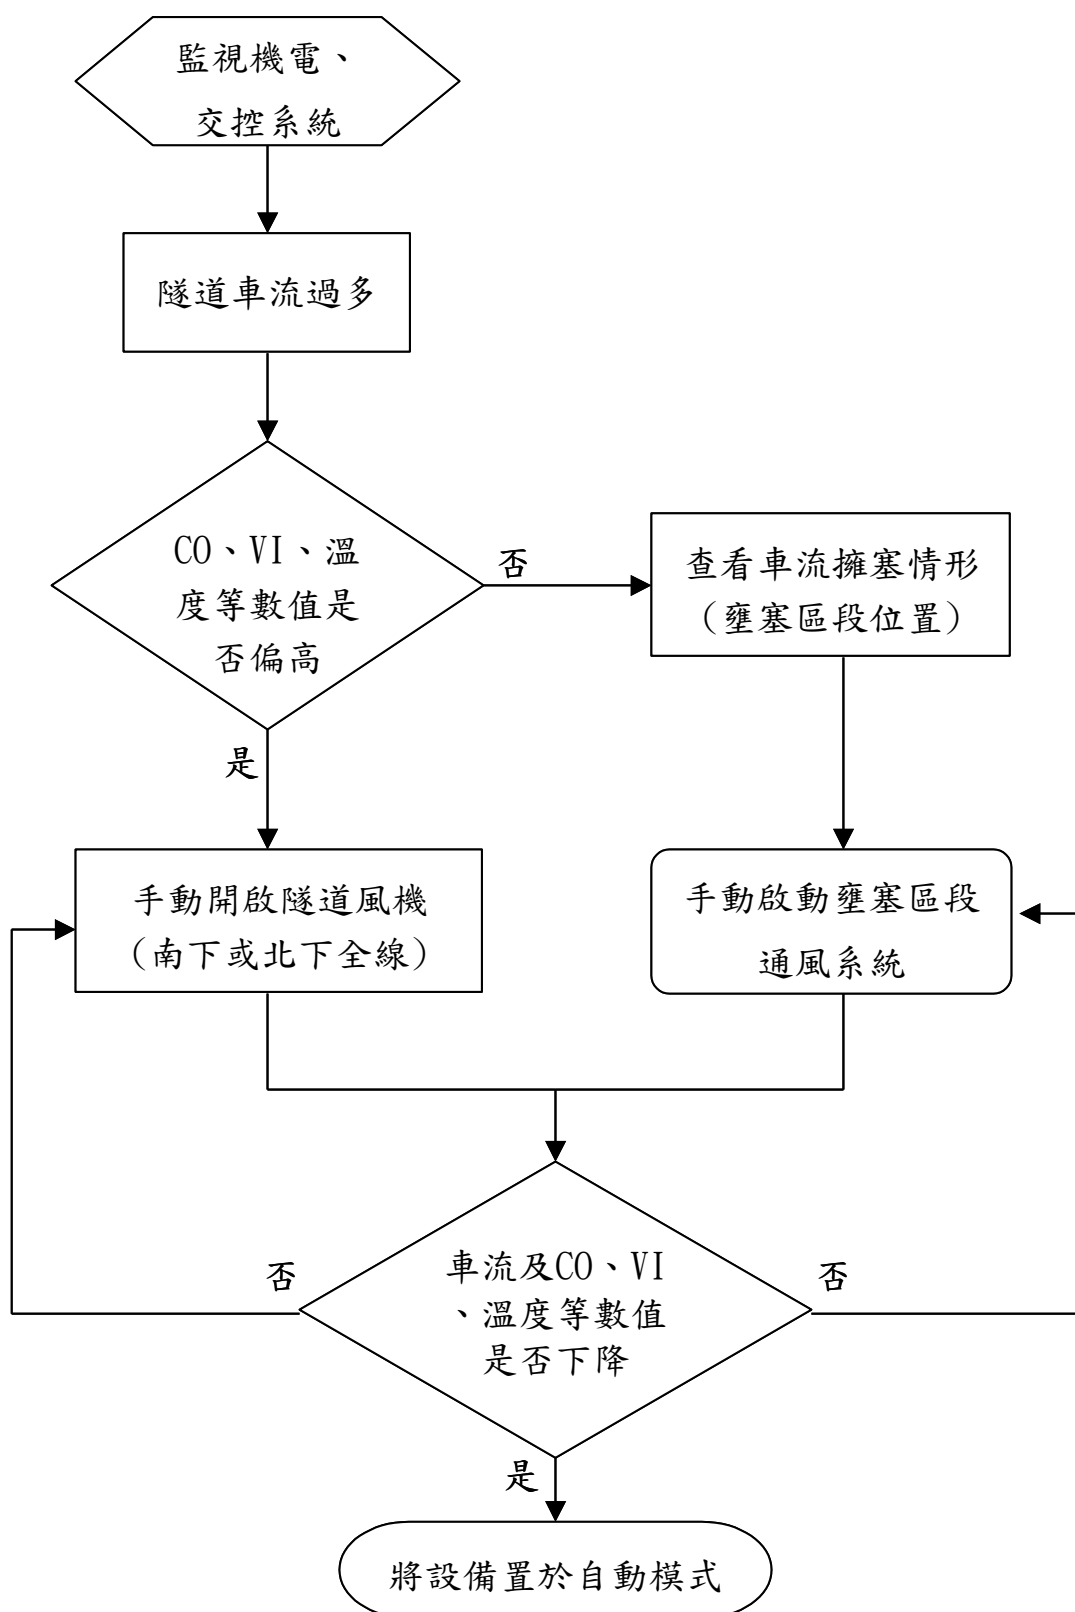 監視機電、
交控系統
隧道車流過多
CO、VI、溫
度等數值是
否偏高
否
查看車流擁塞情形
(壅塞區段位置)
是
手動開啟隧道風機
(南下或北下全線)
手動啟動壅塞區段
通風系統
否
車流及CO、VI
、溫度等數值
是否下降
否
是
將設備置於自動模式